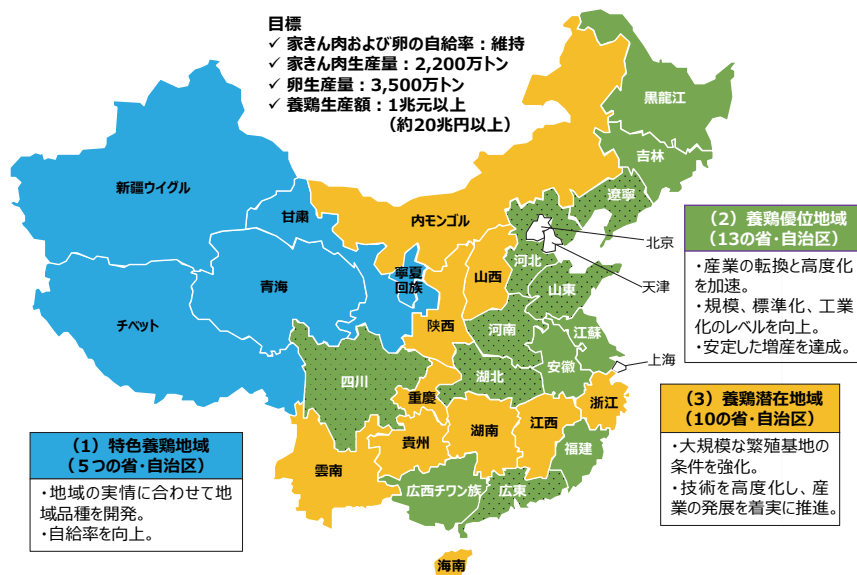 目標
✓ 家きん肉および卵の自給率：維持
✓ 家きん肉生産量：2,200万トン
✓ 卵生産量：3,500万トン
✓ 養鶏生産額：1兆元以上
（約20兆円以上）
黒龍江
吉林
遼寧
新疆ウイグル
甘粛
内モンゴル
北京
天津
河北
山西
山東
寧夏
回族
青海
チベット
陝西
河南
江蘇
安徽
上海
四川
湖北
重慶
浙江
湖南
江西
貴州
福建
雲南
広西チワン族
広東
海南
（2）養鶏優位地域
（13の省・自治区）
・産業の転換と高度化
を加速。
・規模、標準化、工業
化のレベルを向上。
・安定した増産を達成。
（3）養鶏潜在地域
（10の省・自治区）
・大規模な繁殖基地の
条件を強化。
・技術を高度化し、産
業の発展を着実に推進。
（1）特色養鶏地域
（5つの省・自治区）
・地域の実情に合わせて地
域品種を開発。
・自給率を向上。